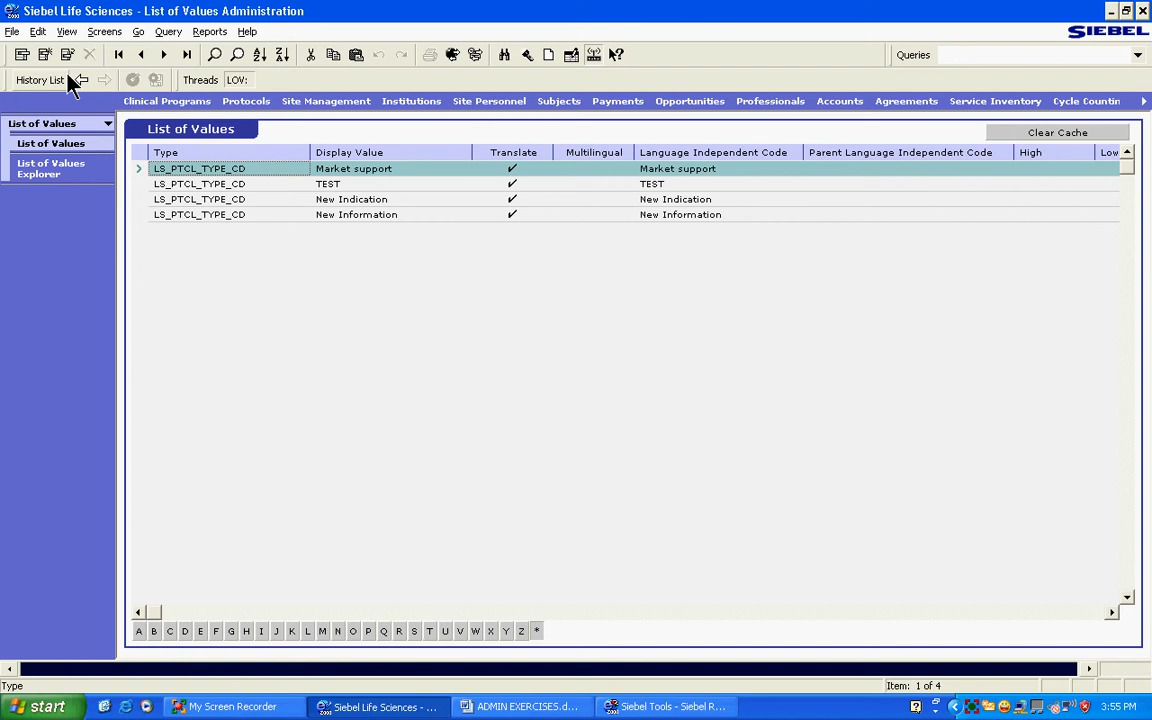 Siebel Life Sciences - List of Values Administration
File Edit View Screens Go Query Reports Help
SIEBEL
Queries
History List
Threads LOV:
Clinical Programs Protocols Site Management Institutions Site Personnel Subjects Payments Opportunities Professionals Accounts Agreements Service Inventory Cycle Countin
List of Values
List of Values
List of Values
Explorer
List of Values
Clear Cache
Type Display Value Translate Multilingual Language Independent Code Parent Language Independent Code High Low
LS_PTCL_TYPE_CD Market support Market support
LS_PTCL_TYPE_CD TEST TEST
LS_PTCL_TYPE_CD New Indication New Indication
LS_PTCL_TYPE_CD New Information New Information
A B C D E F G H I J K L M N O P Q R S T U V W X Y Z *
Type
Item: 1 of 4
start My Screen Recorder Siebel Life Sciences - ... ADMIN EXERCISES.d... Siebel Tools - Siebel R... 3:55 PM